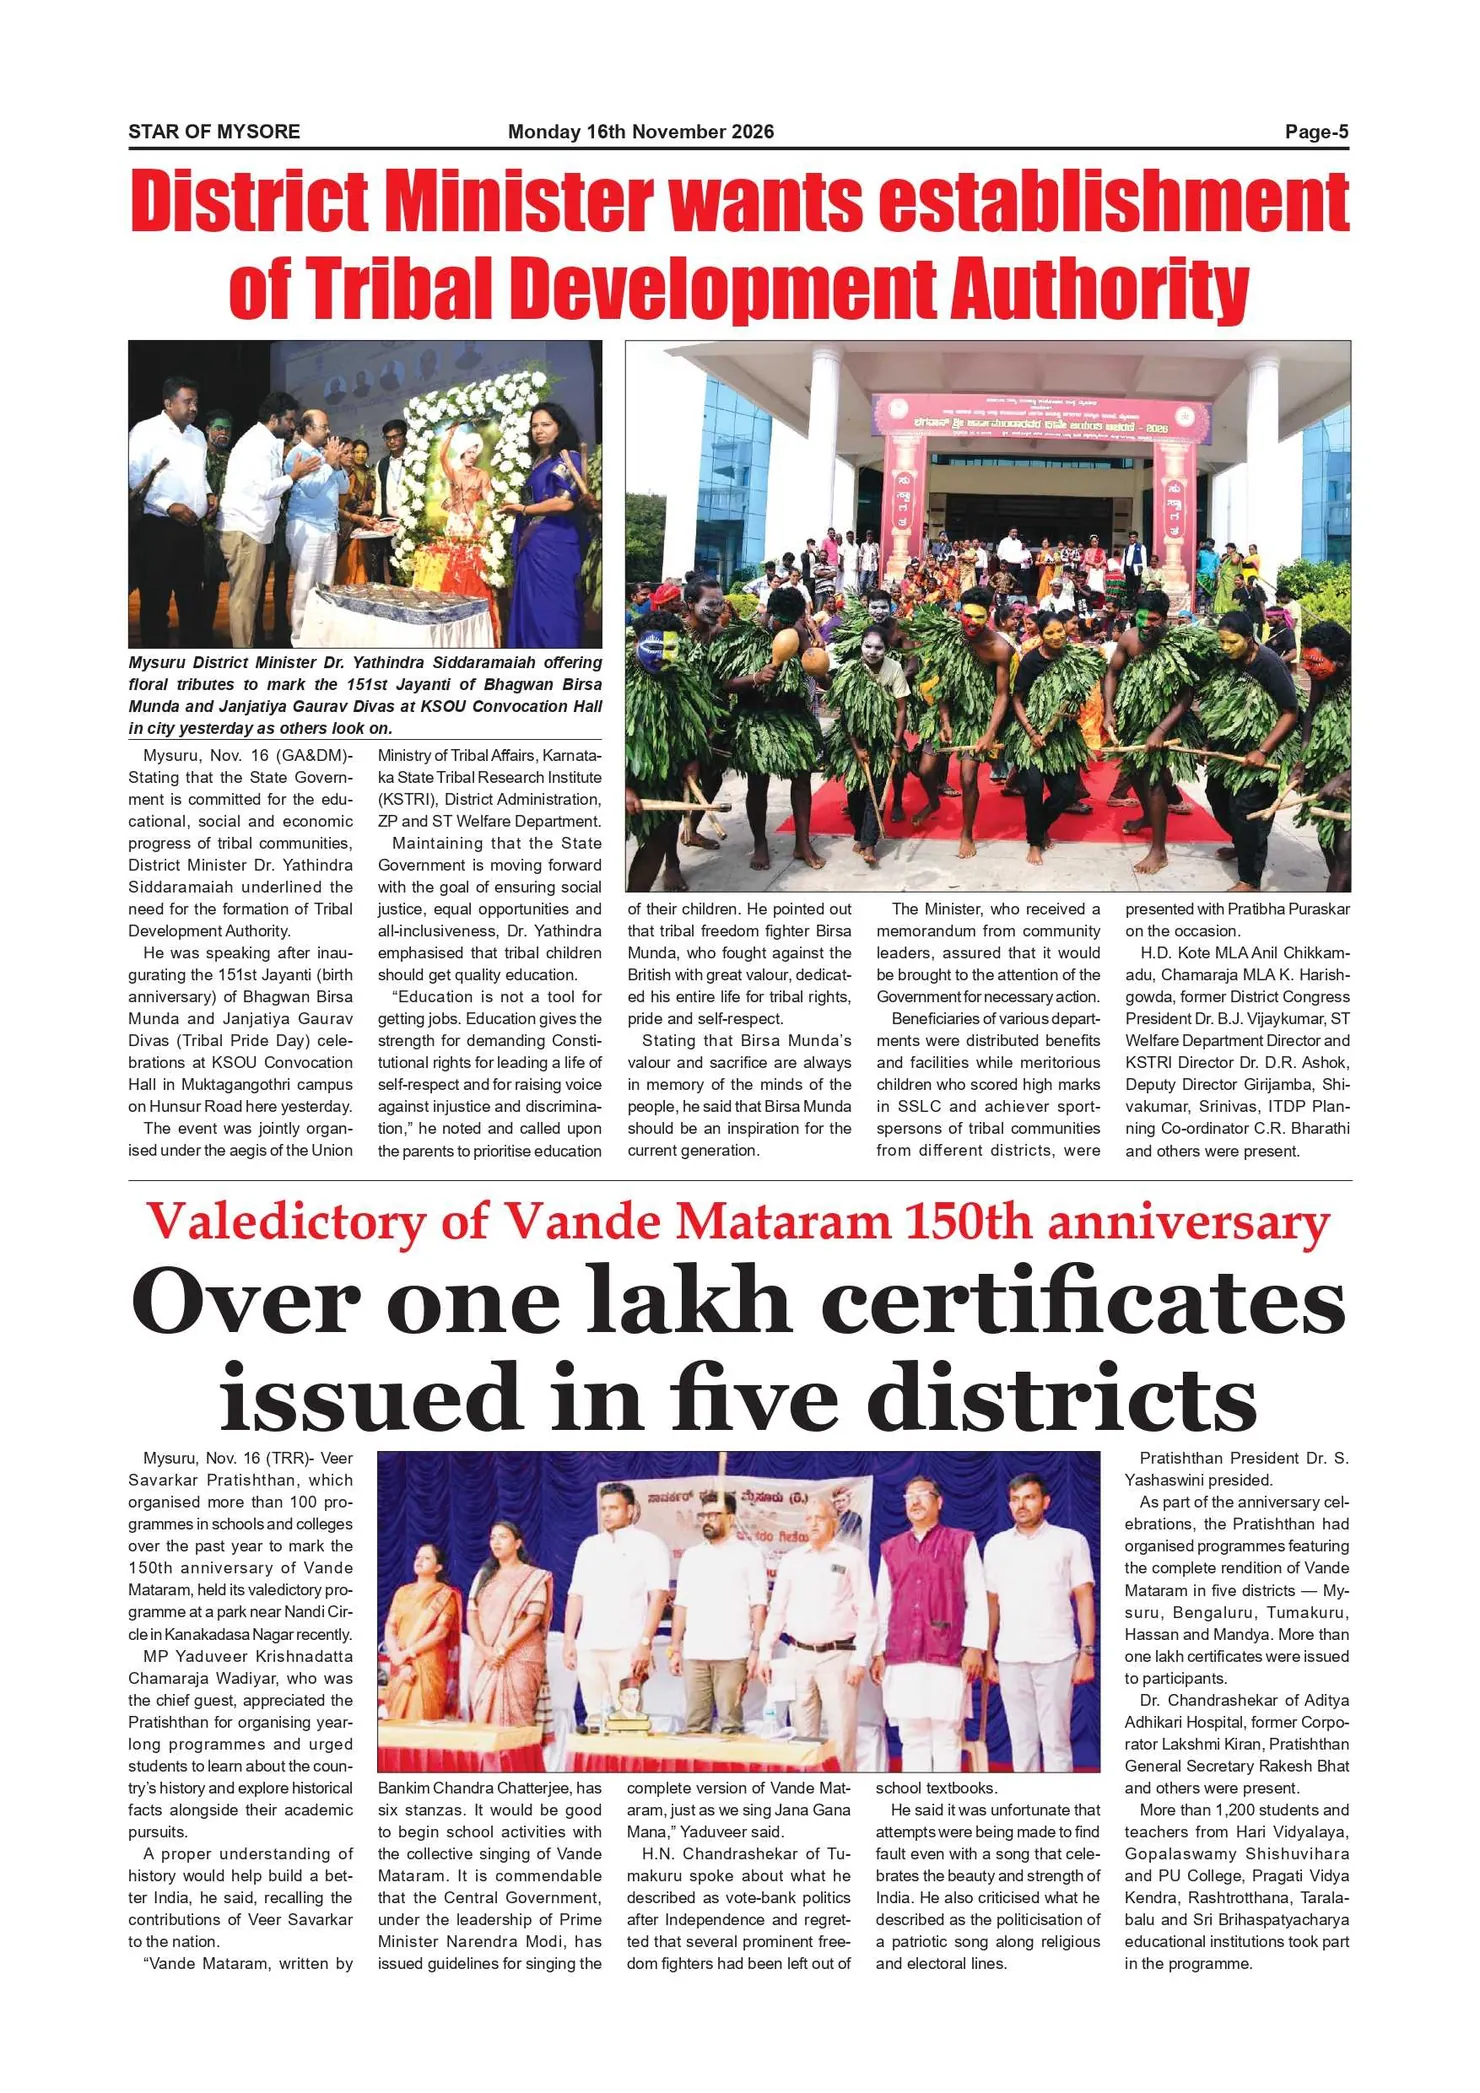 STAR OF MYSORE
Monday 16th November 2026
Page-5
District Minister wants establishment
of Tribal Development Authority
Mysuru District Minister Dr. Yathindra Siddaramaiah offering
floral tributes to mark the 151st Jayanti of Bhagwan Birsa
Munda and Janjatiya Gaurav Divas at KSOU Convocation Hall
in city yesterday as others look on.
Mysuru, Nov. 16 (GA&DM)-
Stating that the State Govern-
ment is committed for the edu-
cational, social and economic
progress of tribal communities,
District Minister Dr. Yathindra
Siddaramaiah underlined the
need for the formation of Tribal
Development Authority.
He was speaking after inau-
gurating the 151st Jayanti (birth
anniversary) of Bhagwan Birsa
Munda and Janjatiya Gaurav
Divas (Tribal Pride Day) cele-
brations at KSOU Convocation
Hall in Muktagangothri campus
on Hunsur Road here yesterday.
The event was jointly organ-
ised under the aegis of the Union
Ministry of Tribal Affairs, Karnata-
ka State Tribal Research Institute
(KSTRI), District Administration,
ZP and ST Welfare Department.
Maintaining that the State
Government is moving forward
with the goal of ensuring social
justice, equal opportunities and
all-inclusiveness, Dr. Yathindra
emphasised that tribal children
should get quality education.
“Education is not a tool for
getting jobs. Education gives the
strength for demanding Consti-
tutional rights for leading a life of
self-respect and for raising voice
against injustice and discrimina-
tion,” he noted and called upon
the parents to prioritise education
of their children. He pointed out
that tribal freedom fighter Birsa
Munda, who fought against the
British with great valour, dedicat-
ed his entire life for tribal rights,
pride and self-respect.
Stating that Birsa Munda’s
valour and sacrifice are always
in memory of the minds of the
people, he said that Birsa Munda
should be an inspiration for the
current generation.
The Minister, who received a
memorandum from community
leaders, assured that it would
be brought to the attention of the
Government for necessary action.
Beneficiaries of various depart-
ments were distributed benefits
and facilities while meritorious
children who scored high marks
in SSLC and achiever sport-
spersons of tribal communities
from different districts, were
presented with Pratibha Puraskar
on the occasion.
H.D. Kote MLA Anil Chikkam-
adu, Chamaraja MLA K. Harish-
gowda, former District Congress
President Dr. B.J. Vijaykumar, ST
Welfare Department Director and
KSTRI Director Dr. D.R. Ashok,
Deputy Director Girijamba, Shi-
vakumar, Srinivas, ITDP Plan-
ning Co-ordinator C.R. Bharathi
and others were present.
Valedictory of Vande Mataram 150th anniversary
Over one lakh certificates
issued in five districts
Mysuru, Nov. 16 (TRR)- Veer
Savarkar Pratishthan, which
organised more than 100 pro-
grammes in schools and colleges
over the past year to mark the
150th anniversary of Vande
Mataram, held its valedictory pro-
gramme at a park near Nandi Cir-
cle in Kanakadasa Nagar recently.
MP Yaduveer Krishnadatta
Chamaraja Wadiyar, who was
the chief guest, appreciated the
Pratishthan for organising year-
long programmes and urged
students to learn about the coun-
try’s history and explore historical
facts alongside their academic
pursuits.
A proper understanding of
history would help build a bet-
ter India, he said, recalling the
contributions of Veer Savarkar
to the nation.
“Vande Mataram, written by
Bankim Chandra Chatterjee, has
six stanzas. It would be good
to begin school activities with
the collective singing of Vande
Mataram. It is commendable
that the Central Government,
under the leadership of Prime
Minister Narendra Modi, has
issued guidelines for singing the
complete version of Vande Mat-
aram, just as we sing Jana Gana
Mana,” Yaduveer said.
H.N. Chandrashekar of Tu-
makuru spoke about what he
described as vote-bank politics
after Independence and regret-
ted that several prominent free-
dom fighters had been left out of
school textbooks.
He said it was unfortunate that
attempts were being made to find
fault even with a song that cele-
brates the beauty and strength of
India. He also criticised what he
described as the politicisation of
a patriotic song along religious
and electoral lines.
Pratishthan President Dr. S.
Yashaswini presided.
As part of the anniversary cel-
ebrations, the Pratishthan had
organised programmes featuring
the complete rendition of Vande
Mataram in five districts — My-
suru, Bengaluru, Tumakuru,
Hassan and Mandya. More than
one lakh certificates were issued
to participants.
Dr. Chandrashekar of Aditya
Adhikari Hospital, former Corpo-
rator Lakshmi Kiran, Pratishthan
General Secretary Rakesh Bhat
and others were present.
More than 1,200 students and
teachers from Hari Vidyalaya,
Gopalaswamy Shishuvihara
and PU College, Pragati Vidya
Kendra, Rashtrotthana, Tarala-
balu and Sri Brihaspatyacharya
educational institutions took part
in the programme.